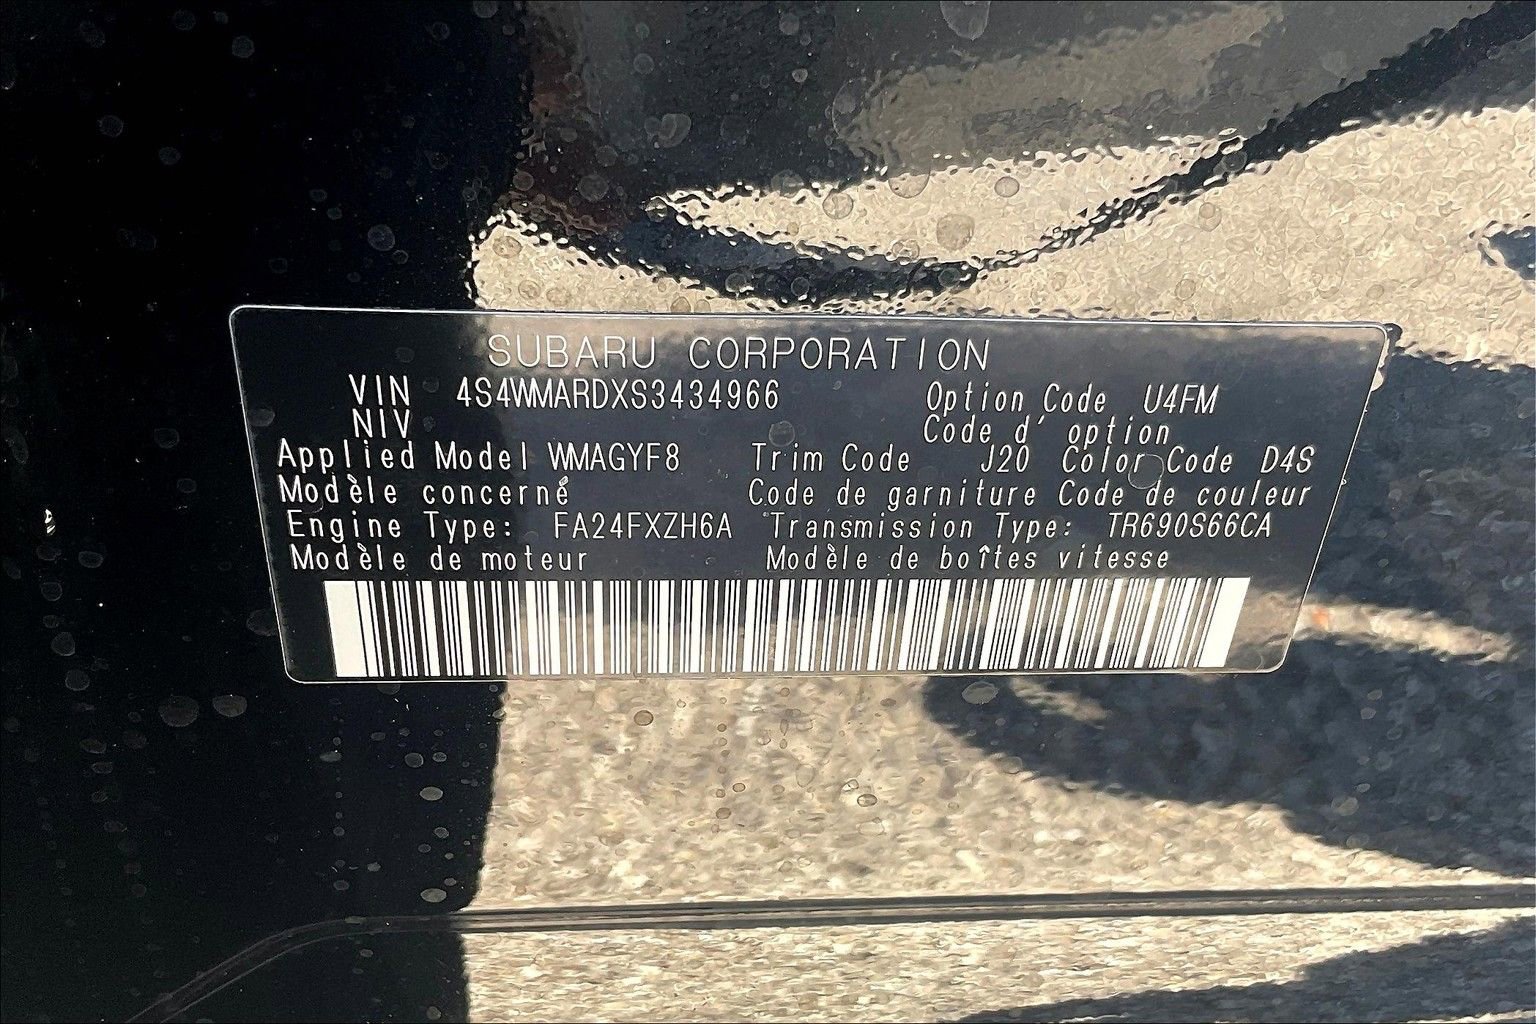 SUBARU CORPORATION
VIN 4S4WMARDXS3434966 Option Code U4FM
NIV Code d' option
Applied Model WMAGYF8 Trim Code J20 Color Code D4S
Modèle concerné Code de garniture Code de couleur
Engine Type: FA24FXZH6A Transmission Type: TR690S66CA
Modèle de moteur Modèle de boîtes vitesse